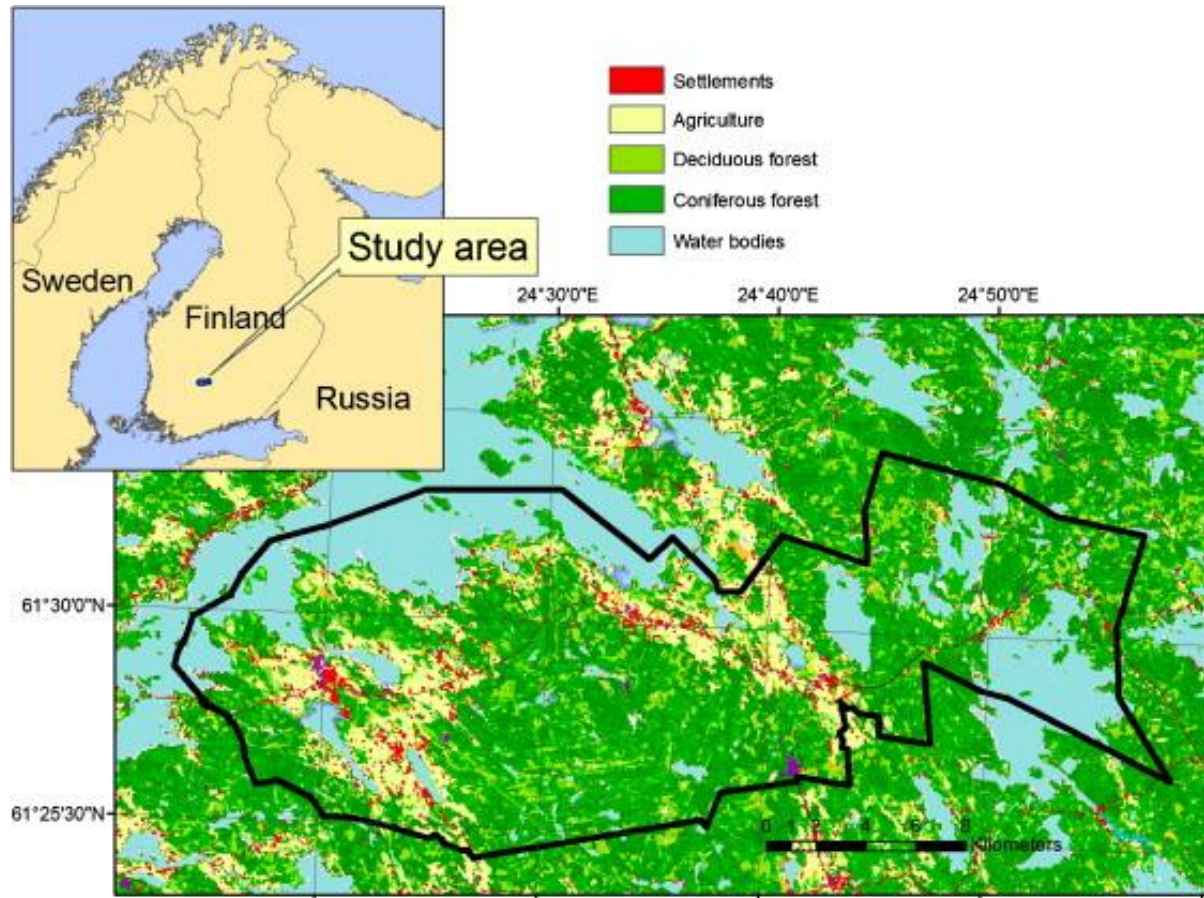 Settlements
Agriculture
Deciduous forest
Coniferous forest
Water bodies
Study area
Sweden
Finland
Russia
24°30'0"E 24°40'0"E 24°50'0"E
61°30'0"N
61°25'30"N
0 1 2 4 6 8
Kilometers